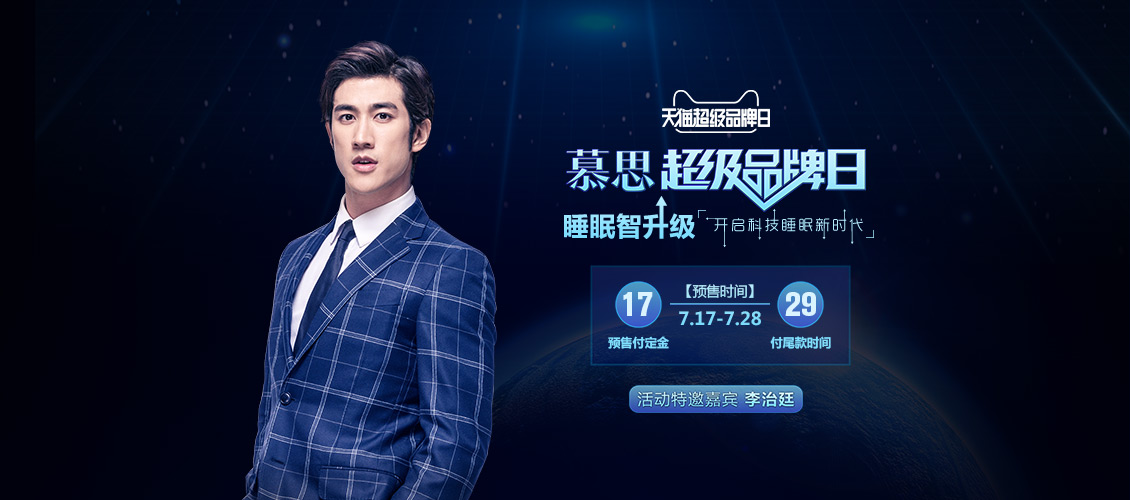 天猫超级品牌日
慕思 超级品牌日
睡眠智升级「开启科技睡眠新时代」
17 【预售时间】 29
7.17-7.28
预售付定金 付尾款时间
活动特邀嘉宾 李治廷